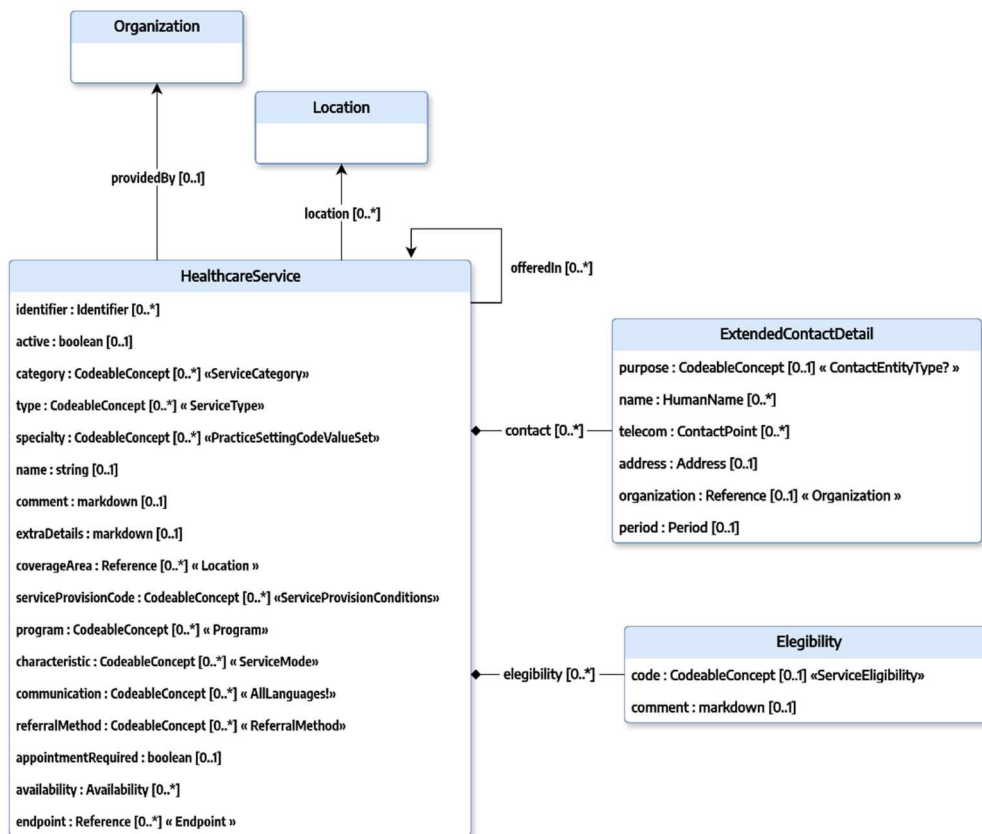 Organization
Location
providedBy [0..1]
location [0..*]
offeredIn [0..*]
HealthcareService
identifier : Identifier [0..*]
active : boolean [0..1]
category : CodeableConcept [0..*] «ServiceCategory»
type : CodeableConcept [0..*] « ServiceType»
specialty : CodeableConcept [0..*] «PracticeSettingCodeValueSet»
name : string [0..1]
comment : markdown [0..1]
extraDetails : markdown [0..1]
coverageArea : Reference [0..*] « Location »
serviceProvisionCode : CodeableConcept [0..*] «ServiceProvisionConditions»
program : CodeableConcept [0..*] « Program»
characteristic : CodeableConcept [0..*] « ServiceMode»
communication : CodeableConcept [0..*] « AllLanguages!»
referralMethod : CodeableConcept [0..*] « ReferralMethod»
appointmentRequired : boolean [0..1]
availability : Availability [0..*]
endpoint : Reference [0..*] « Endpoint »
contact [0..*]
ExtendedContactDetail
purpose : CodeableConcept [0..1] « ContactEntityType? »
name : HumanName [0..*]
telecom : ContactPoint [0..*]
address : Address [0..1]
organization : Reference [0..1] « Organization »
period : Period [0..1]
elegibility [0..*]
Elegibility
code : CodeableConcept [0..1] «ServiceEligibility»
comment : markdown [0..1]